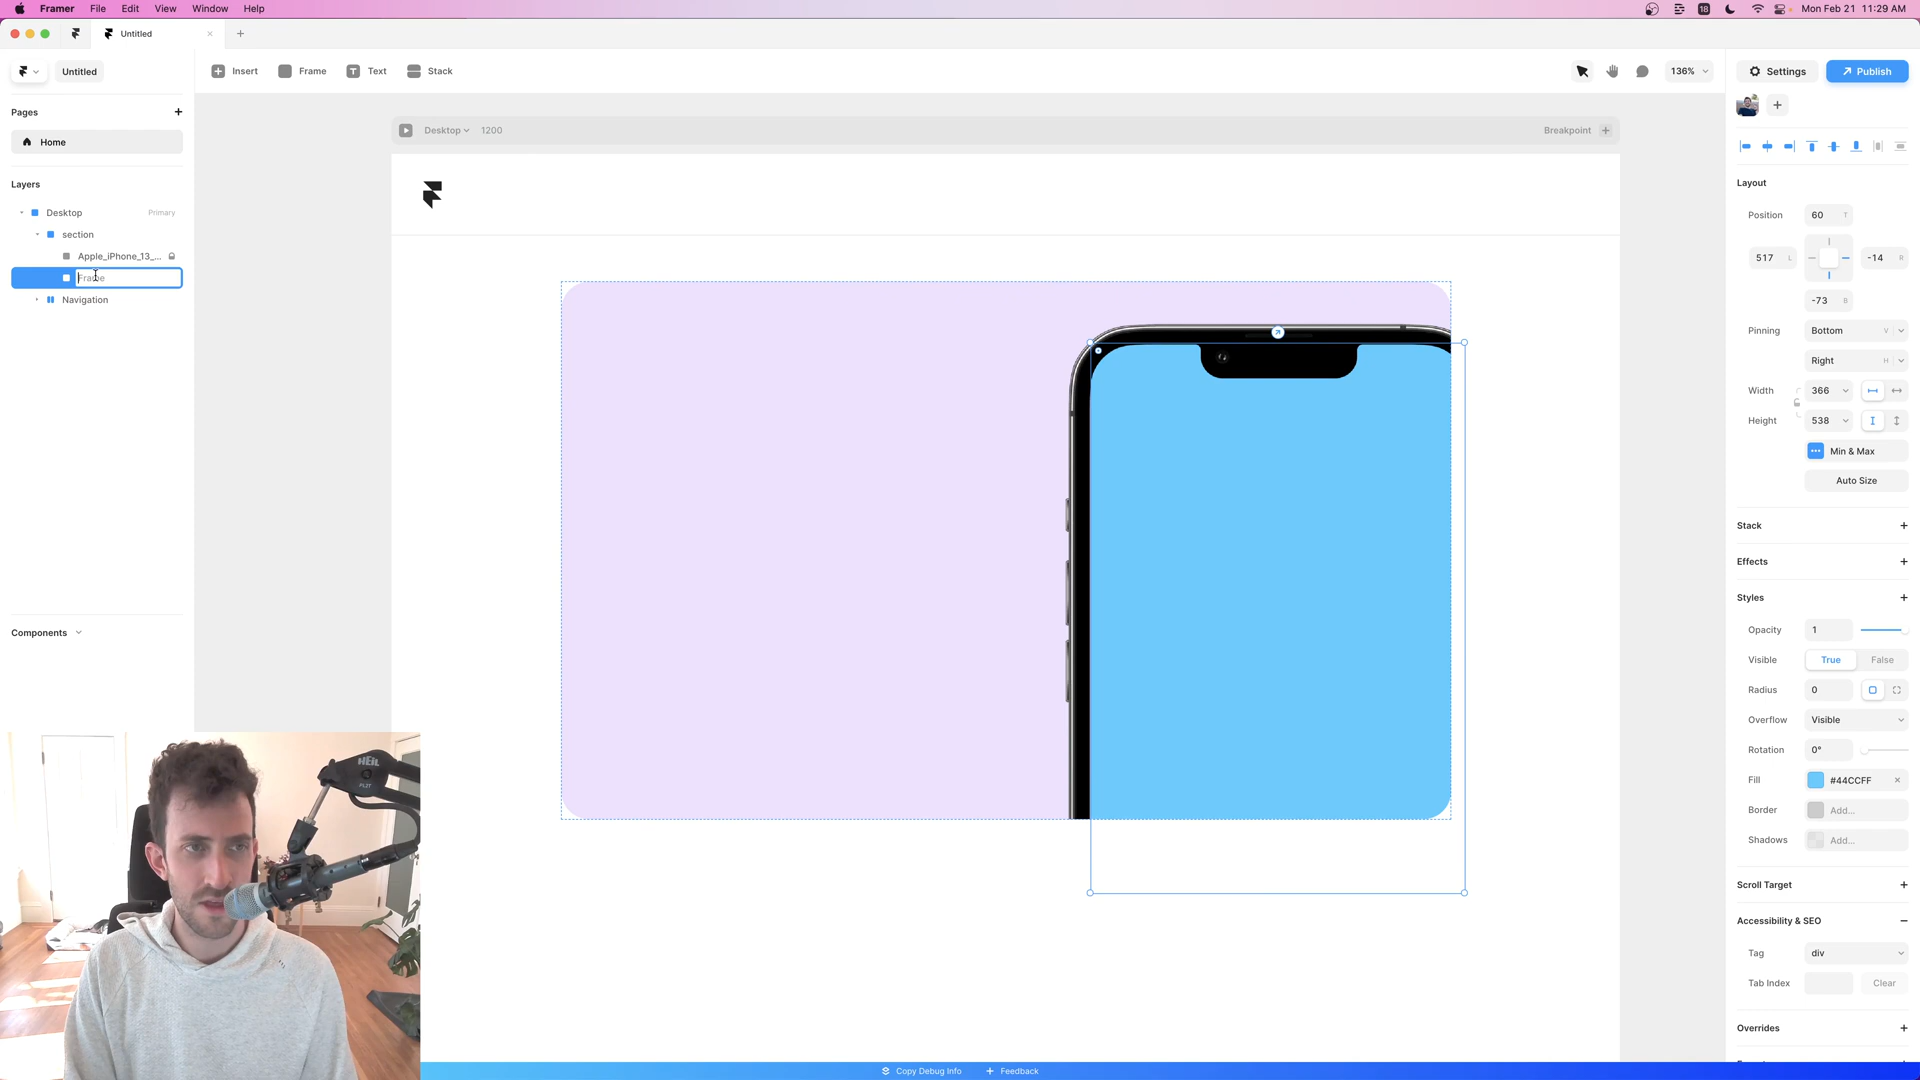 Framer File Edit View Window Help
18 Mon Feb 21 11:29 AM
Untitled
Untitled
Insert Frame Text Stack
136%
Settings Publish
Pages
Home
Layers
Desktop Primary
section
Apple_iPhone_13_...
Frame
Navigation
Components
Desktop 1200
Breakpoint
Layout
Position 60 T
517 L -14 R
-73 B
Pinning Bottom V
Right H
Width 366
Height 538
Min & Max
Auto Size
Stack
Effects
Styles
Opacity 1
Visible True False
Radius 0
Overflow Visible
Rotation 0°
Fill #44CCFF
Border Add...
Shadows Add...
Scroll Target
Accessibility & SEO
Tag div
Tab Index Clear
Overrides
HEIL
Copy Debug Info Feedback